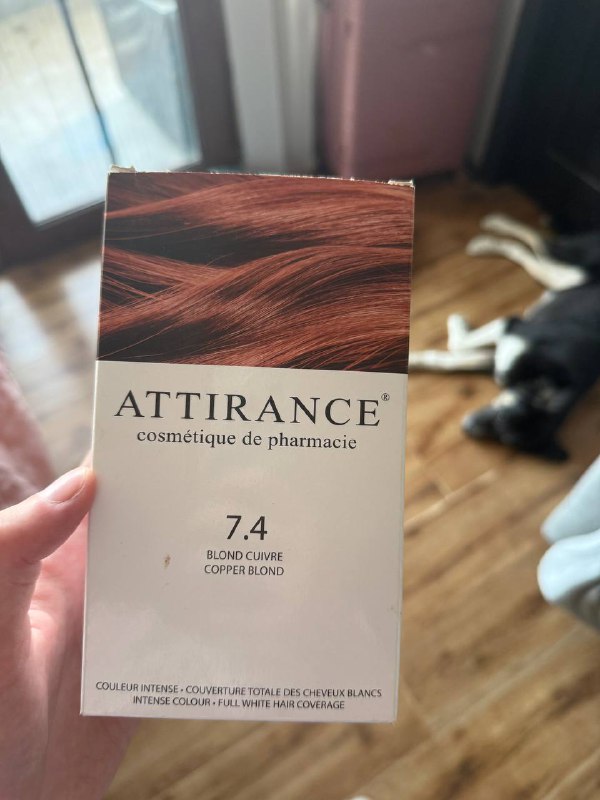 ATTIRANCE®
cosmétique de pharmacie
7.4
BLOND CUIVRE
COPPER BLOND
COULEUR INTENSE • COUVERTURE TOTALE DES CHEVEUX BLANCS
INTENSE COLOUR • FULL WHITE HAIR COVERAGE